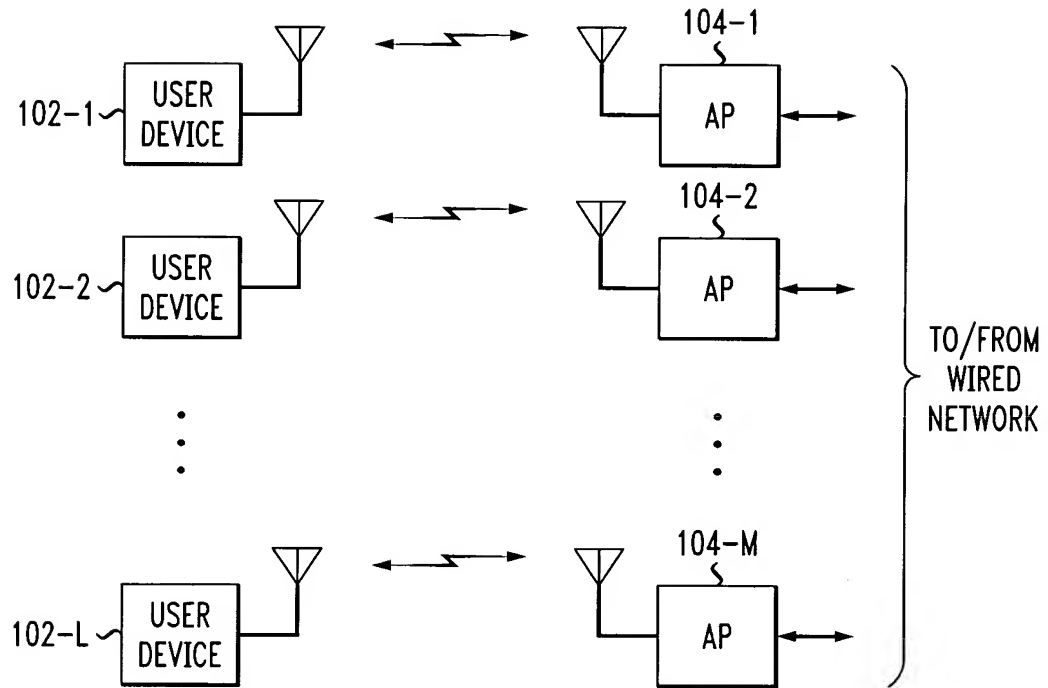 104-1
102-1
USER
DEVICE
AP
104-2
102-2
USER
DEVICE
AP
TO/FROM
WIRED
NETWORK
104-M
102-L
USER
DEVICE
AP